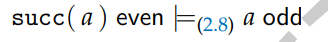 succ(a) even ⊨(2.8) a odd